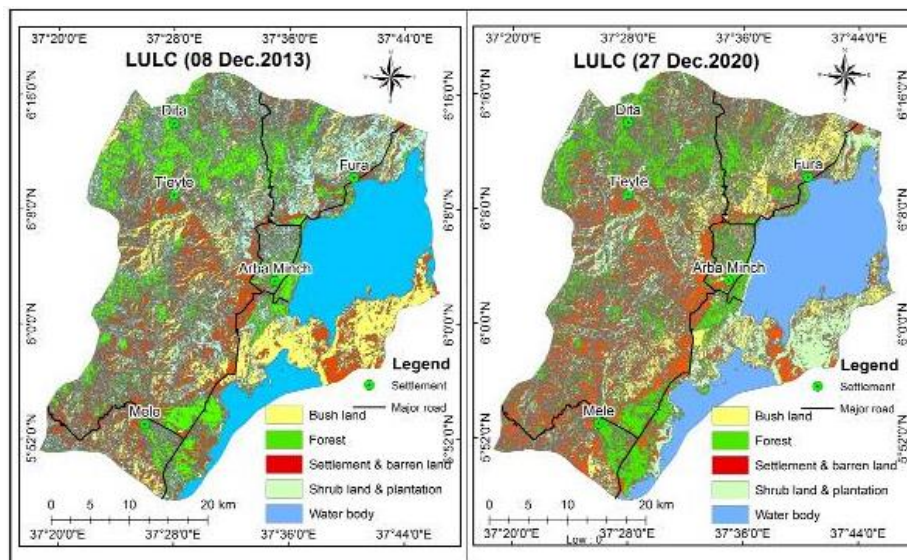 37°20'0"E 37°28'0"E 37°36'0"E 37°44'0"E
LULC (08 Dec.2013)
N
6°16'0"N
6°8'0"N
6°0'0"N
5°52'0"N
Dita
Fura
T'eyte
Arba Minch
Molo
Legend
Settlement
Major road
Bush land
Forest
Settlement & barren land
Shrub land & plantation
Water body
0 5 10 20 km
37°20'0"E 37°28'0"E 37°36'0"E 37°44'0"E
37°20'0"E 37°28'0"E 37°36'0"E 37°44'0"E
LULC (27 Dec.2020)
N
6°16'0"N
6°8'0"N
6°0'0"N
5°52'0"N
Dita
Fura
T'eyle
Arba Minch
Mele
Legend
Settlement
Major road
Bush land
Forest
Settlement & barren land
Shrub land & plantation
Water body
0 5 10 20 km
Low : 0
37°20'0"E 37°28'0"E 37°36'0"E 37°44'0"E